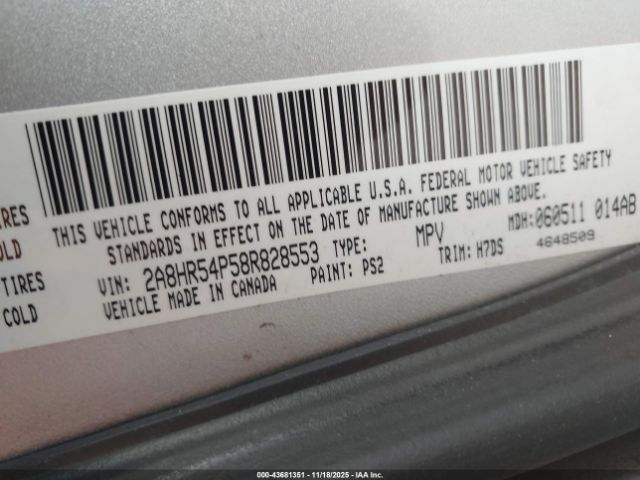 THIS VEHICLE CONFORMS TO ALL APPLICABLE U.S.A. FEDERAL MOTOR VEHICLE SAFETY
STANDARDS IN EFFECT ON THE DATE OF MANUFACTURE SHOWN ABOVE.
MDH: 060511 014AB
VIN: 2A8HR54P58R828553 TYPE: MPV
4648509
VEHICLE MADE IN CANADA PAINT: PS2 TRIM: H7DS
TIRES
COLD
TIRES
COLD
000-43681351 | 11/18/2025 | IAA Inc.